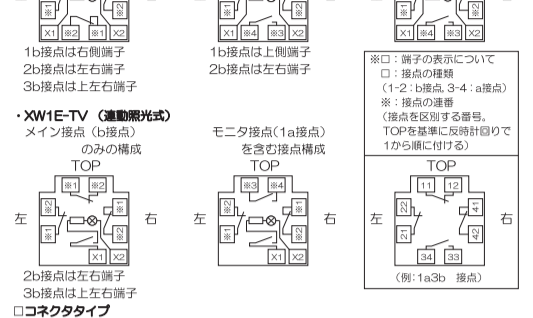 ※1
※2
※1
X1 ※2 ※1 X2
1b接点は右側端子
2b接点は左右端子
3b接点は上左右端子
X1 ※4 ※3 X2
1b接点は上側端子
2b接点は左右端子
X1 ※4 ※3 X2
※□:端子の表示について
□:接点の種類
(1-2:b接点, 3-4:a接点)
※:接点の連番
(接点を区別する番号。
TOPを基準に反時計回りで
1から順に付ける)
・XW1E-TV (連動照光式)
メイン接点(b接点)
のみの構成
TOP
※1 ※2
左
※2
※1
※1
※2
右
X1 X2
2b接点は左右端子
3b接点は上左右端子
モニタ接点(1a接点)
を含む接点構成
TOP
※3 ※4
左
※2
※1
※1
※2
右
X1 X2
TOP
11 12
左
22
21
41
42
右
34 33
(例:1a3b 接点)
□コネクタタイプ